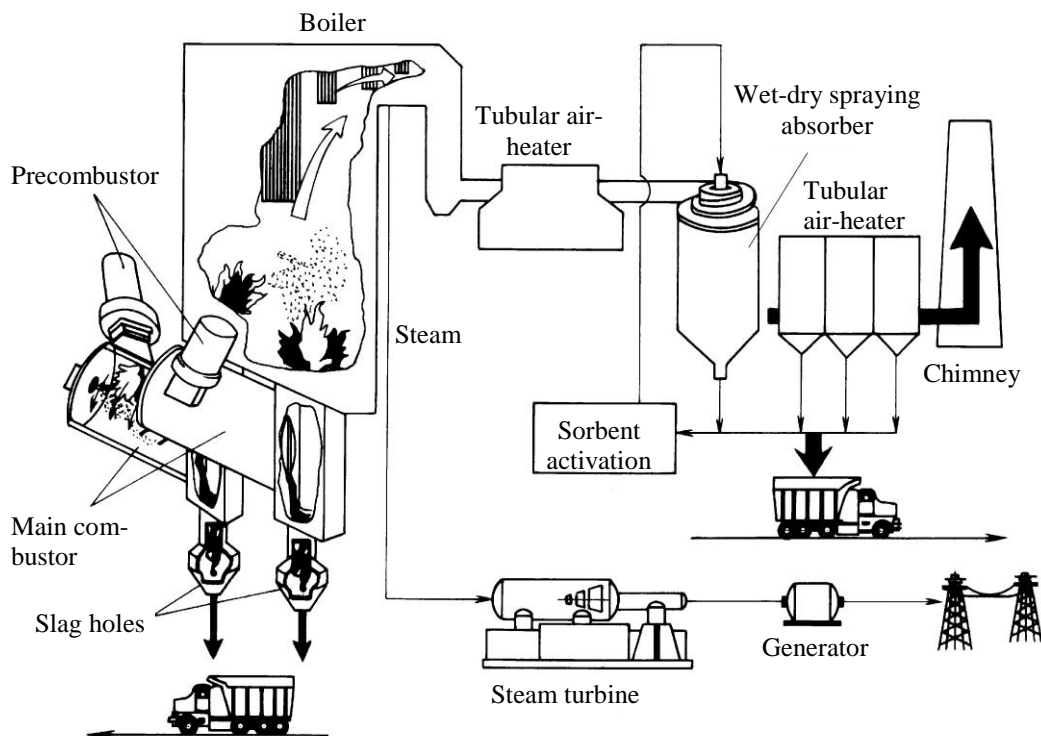 Boiler
Wet-dry spraying
absorber
Tubular air-
heater
Precombustor
Tubular
air-heater
Steam
Chimney
Sorbent
activation
Main com-
bustor
Slag holes
Generator
Steam turbine